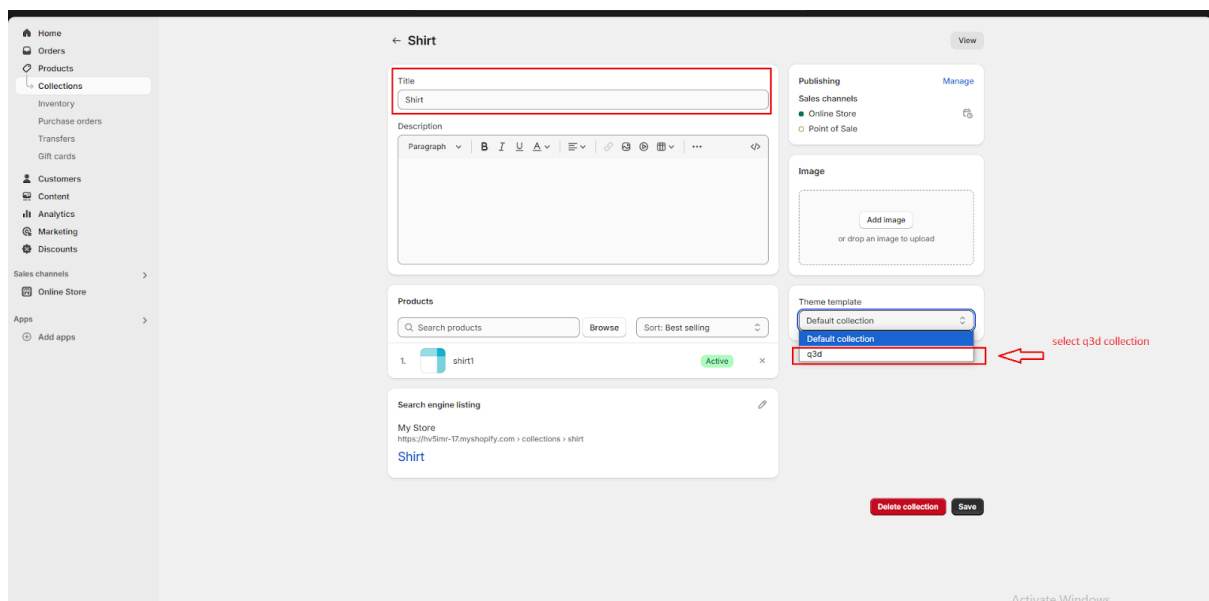 Home
Orders
Products
Collections
Inventory
Purchase orders
Transfers
Gift cards
Customers
Content
Analytics
Marketing
Discounts
Sales channels
Online Store
Apps
Add apps
← Shirt
View
Title
Shirt
Description
Paragraph B I U A ... </>
Products
Search products Browse Sort: Best selling
1. shirt1 Active ×
Search engine listing
My Store
https://hv5imr-17.myshopify.com › collections › shirt
Shirt
Publishing Manage
Sales channels
Online Store
Point of Sale
Image
Add image
or drop an image to upload
Theme template
Default collection
Default collection
q3d
select q3d collection
Delete collection Save
Activate Windows